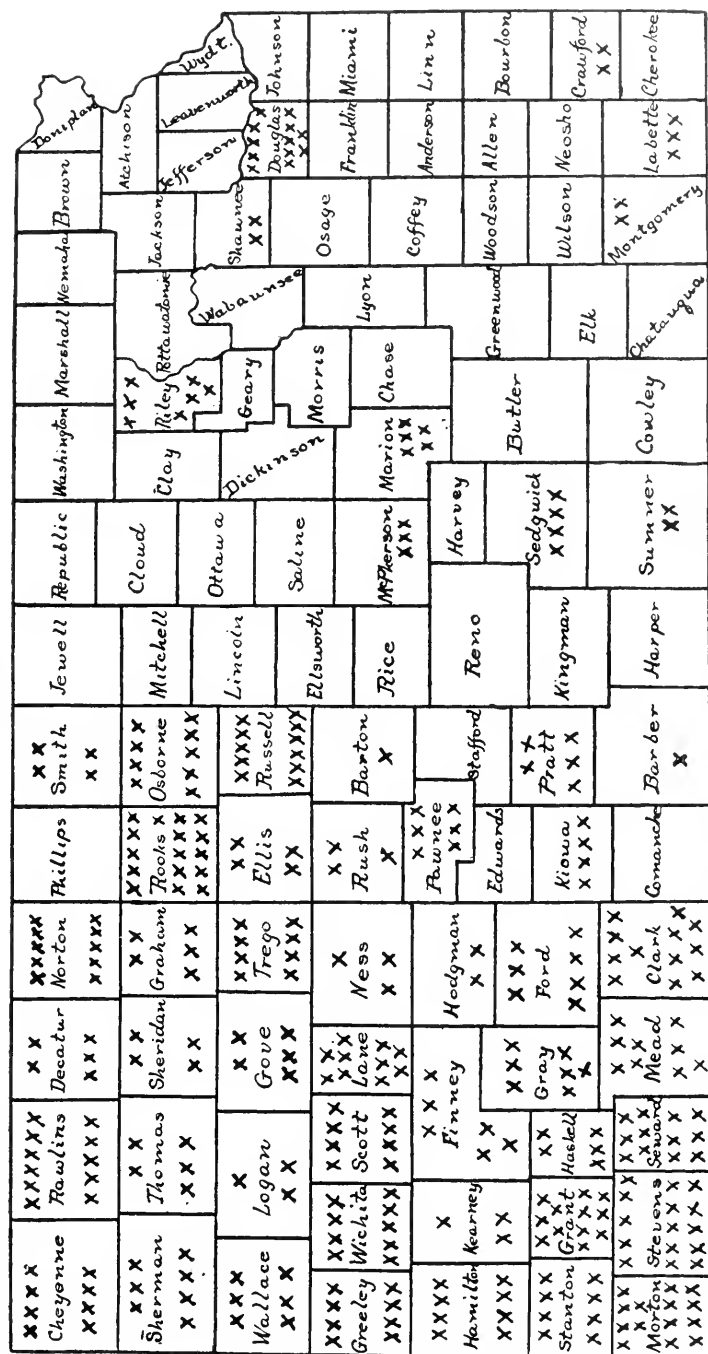 Cheyenne
Rawlins
Decatur
Norton
Phillips
Smith
Jewell
Republic
Washington
Marshall
Nemaha
Brown
Doniphan
Sherman
Thomas
Sheridan
Graham
Rooks
Osborne
Mitchell
Cloud
Clay
Riley
Pottawatomie
Jackson
Atchison
Jefferson
Leavenworth
Wydt.
Wallace
Logan
Gove
Trego
Ellis
Russell
Lincoln
Ottawa
Dickinson
Geary
Wabaunsee
Shawnee
Douglas
Johnson
Greeley
Wichita
Scott
Lane
Ness
Rush
Barton
Ellsworth
Saline
Morris
Lyon
Osage
Franklin
Miami
Hamilton
Kearney
Finney
Hodgman
Pawnee
Stafford
Rice
McPherson
Marion
Chase
Coffey
Anderson
Linn
Stanton
Grant
Haskell
Gray
Ford
Edwards
Kiowa
Pratt
Reno
Kingman
Harvey
Sedgwick
Butler
Greenwood
Elk
Woodson
Wilson
Allen
Neosho
Bourbon
Crawford
Morton
Stevens
Seward
Mead
Clark
Comanche
Barber
Harper
Sumner
Cowley
Chatauqua
Montgomery
Labette
Cherokee